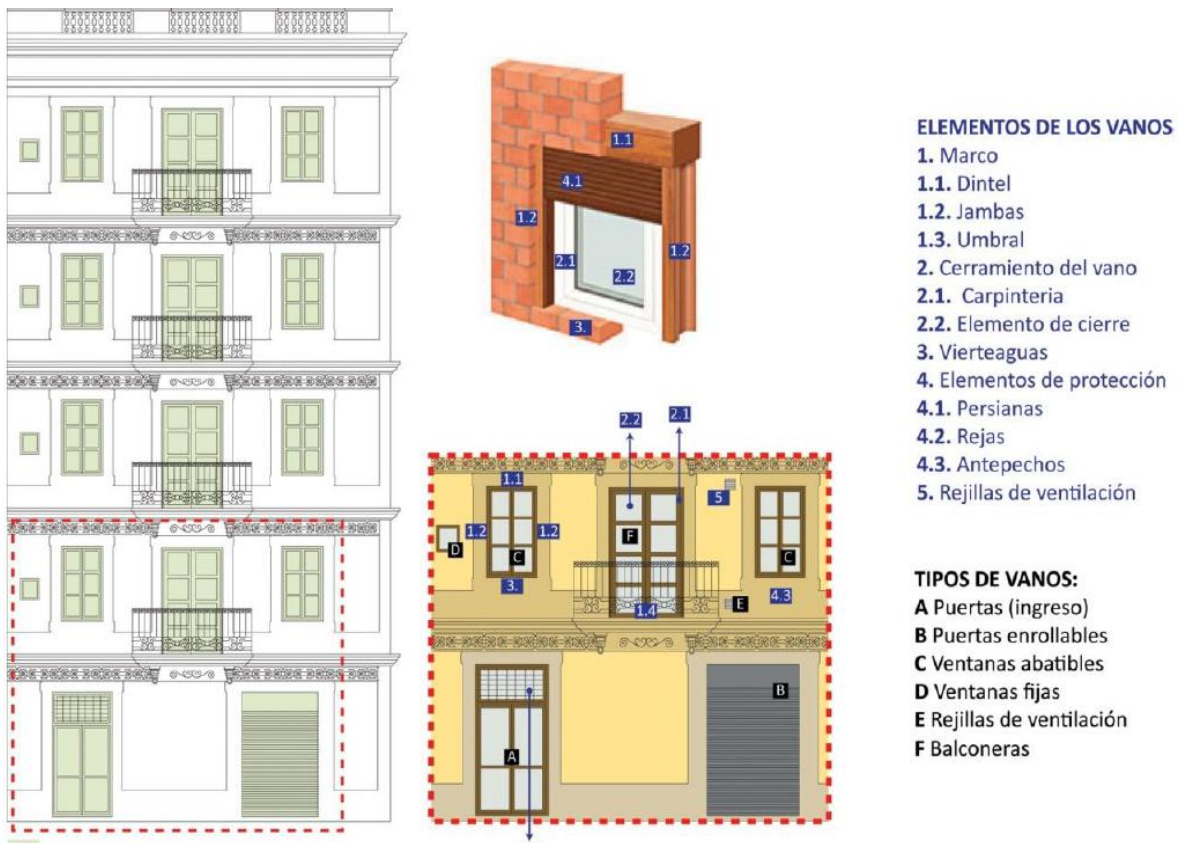 1.1
4.1
1.2
1.2
2.1
2.2
3.
2.2
2.1
1.1
5
1.2
1.2
F
D
C
C
3.
4.3
1.4
E
B
A
ELEMENTOS DE LOS VANOS
1. Marco
1.1. Dintel
1.2. Jambas
1.3. Umbral
2. Cerramiento del vano
2.1. Carpinteria
2.2. Elemento de cierre
3. Vierteaguas
4. Elementos de protección
4.1. Persianas
4.2. Rejas
4.3. Antepechos
5. Rejillas de ventilación
TIPOS DE VANOS:
A Puertas (ingreso)
B Puertas enrollables
C Ventanas abatibles
D Ventanas fijas
E Rejillas de ventilación
F Balconeras